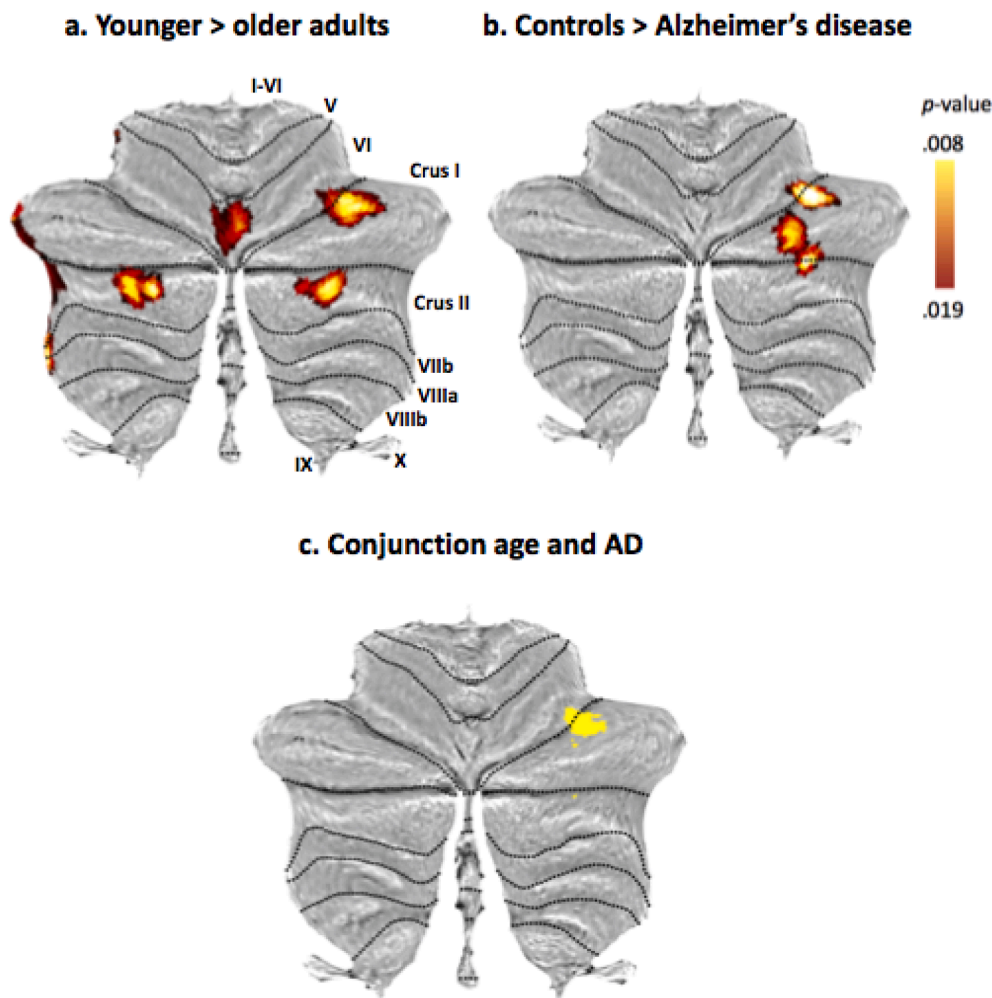 a. Younger > older adults
b. Controls > Alzheimer’s disease
I-VI
V
VI
Crus I
Crus II
VIIb
VIIIa
VIIIb
IX
X
p-value
.008
.019
c. Conjunction age and AD